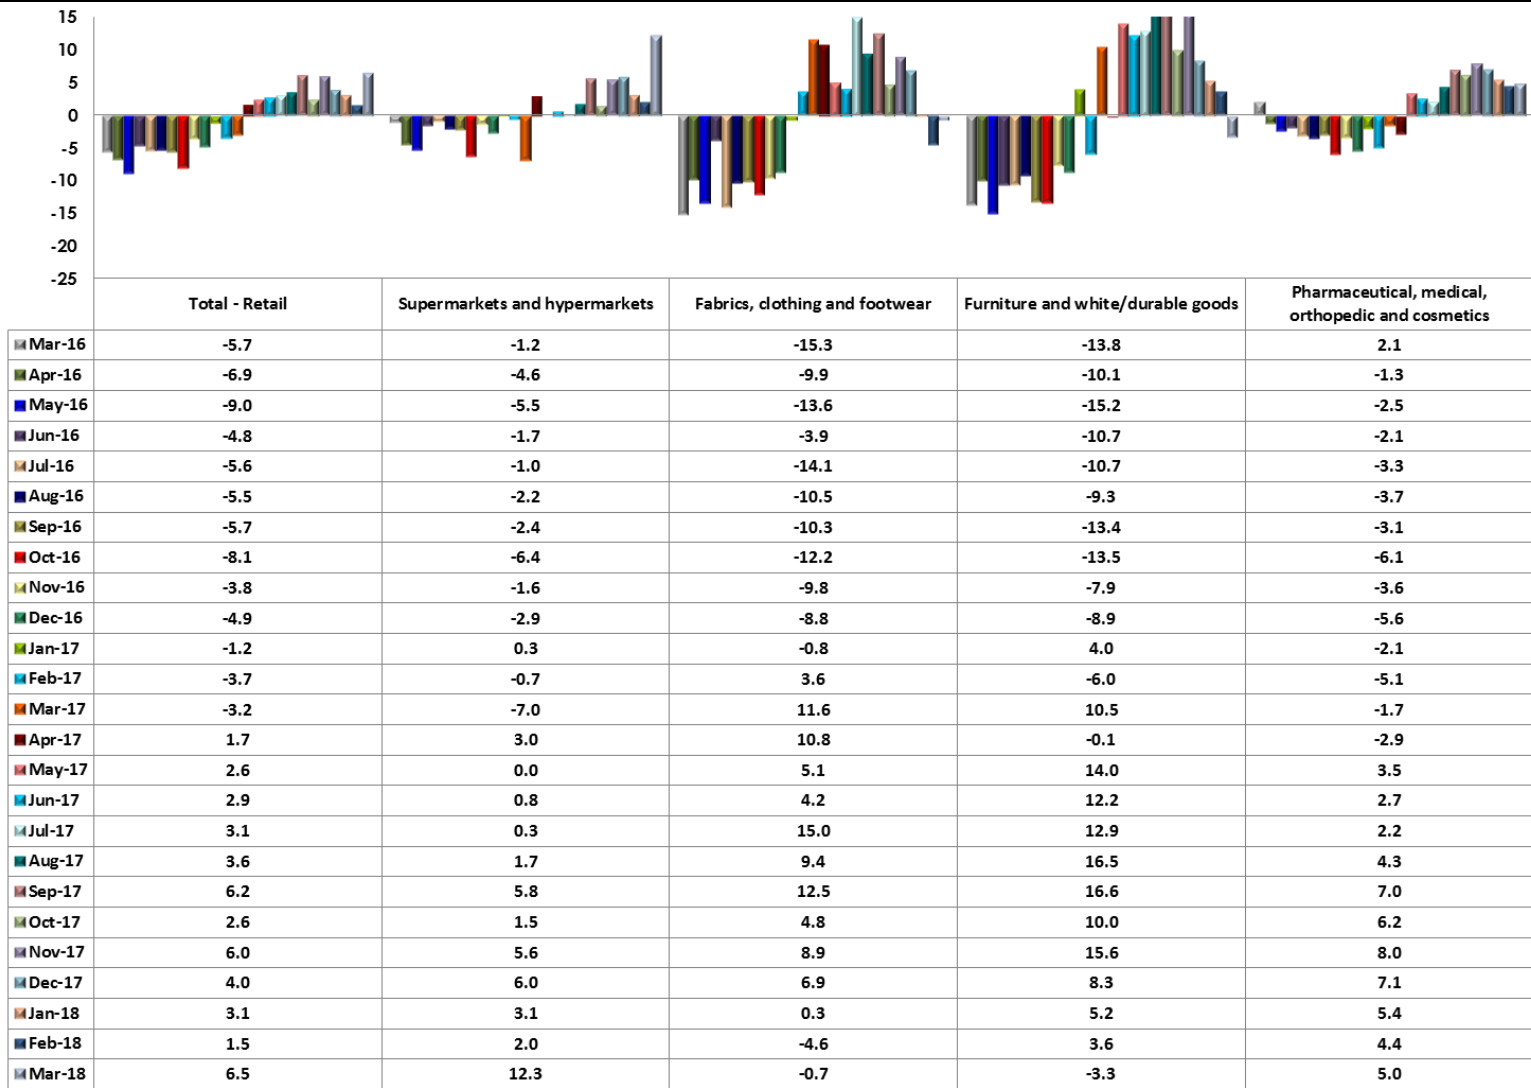 15
10
5
0
-5
-10
-15
-20
-25
Total - Retail Supermarkets and hypermarkets Fabrics, clothing and footwear Furniture and white/durable goods Pharmaceutical, medical, orthopedic and cosmetics
Mar-16 -5.7 -1.2 -15.3 -13.8 2.1
Apr-16 -6.9 -4.6 -9.9 -10.1 -1.3
May-16 -9.0 -5.5 -13.6 -15.2 -2.5
Jun-16 -4.8 -1.7 -3.9 -10.7 -2.1
Jul-16 -5.6 -1.0 -14.1 -10.7 -3.3
Aug-16 -5.5 -2.2 -10.5 -9.3 -3.7
Sep-16 -5.7 -2.4 -10.3 -13.4 -3.1
Oct-16 -8.1 -6.4 -12.2 -13.5 -6.1
Nov-16 -3.8 -1.6 -9.8 -7.9 -3.6
Dec-16 -4.9 -2.9 -8.8 -8.9 -5.6
Jan-17 -1.2 0.3 -0.8 4.0 -2.1
Feb-17 -3.7 -0.7 3.6 -6.0 -5.1
Mar-17 -3.2 -7.0 11.6 10.5 -1.7
Apr-17 1.7 3.0 10.8 -0.1 -2.9
May-17 2.6 0.0 5.1 14.0 3.5
Jun-17 2.9 0.8 4.2 12.2 2.7
Jul-17 3.1 0.3 15.0 12.9 2.2
Aug-17 3.6 1.7 9.4 16.5 4.3
Sep-17 6.2 5.8 12.5 16.6 7.0
Oct-17 2.6 1.5 4.8 10.0 6.2
Nov-17 6.0 5.6 8.9 15.6 8.0
Dec-17 4.0 6.0 6.9 8.3 7.1
Jan-18 3.1 3.1 0.3 5.2 5.4
Feb-18 1.5 2.0 -4.6 3.6 4.4
Mar-18 6.5 12.3 -0.7 -3.3 5.0